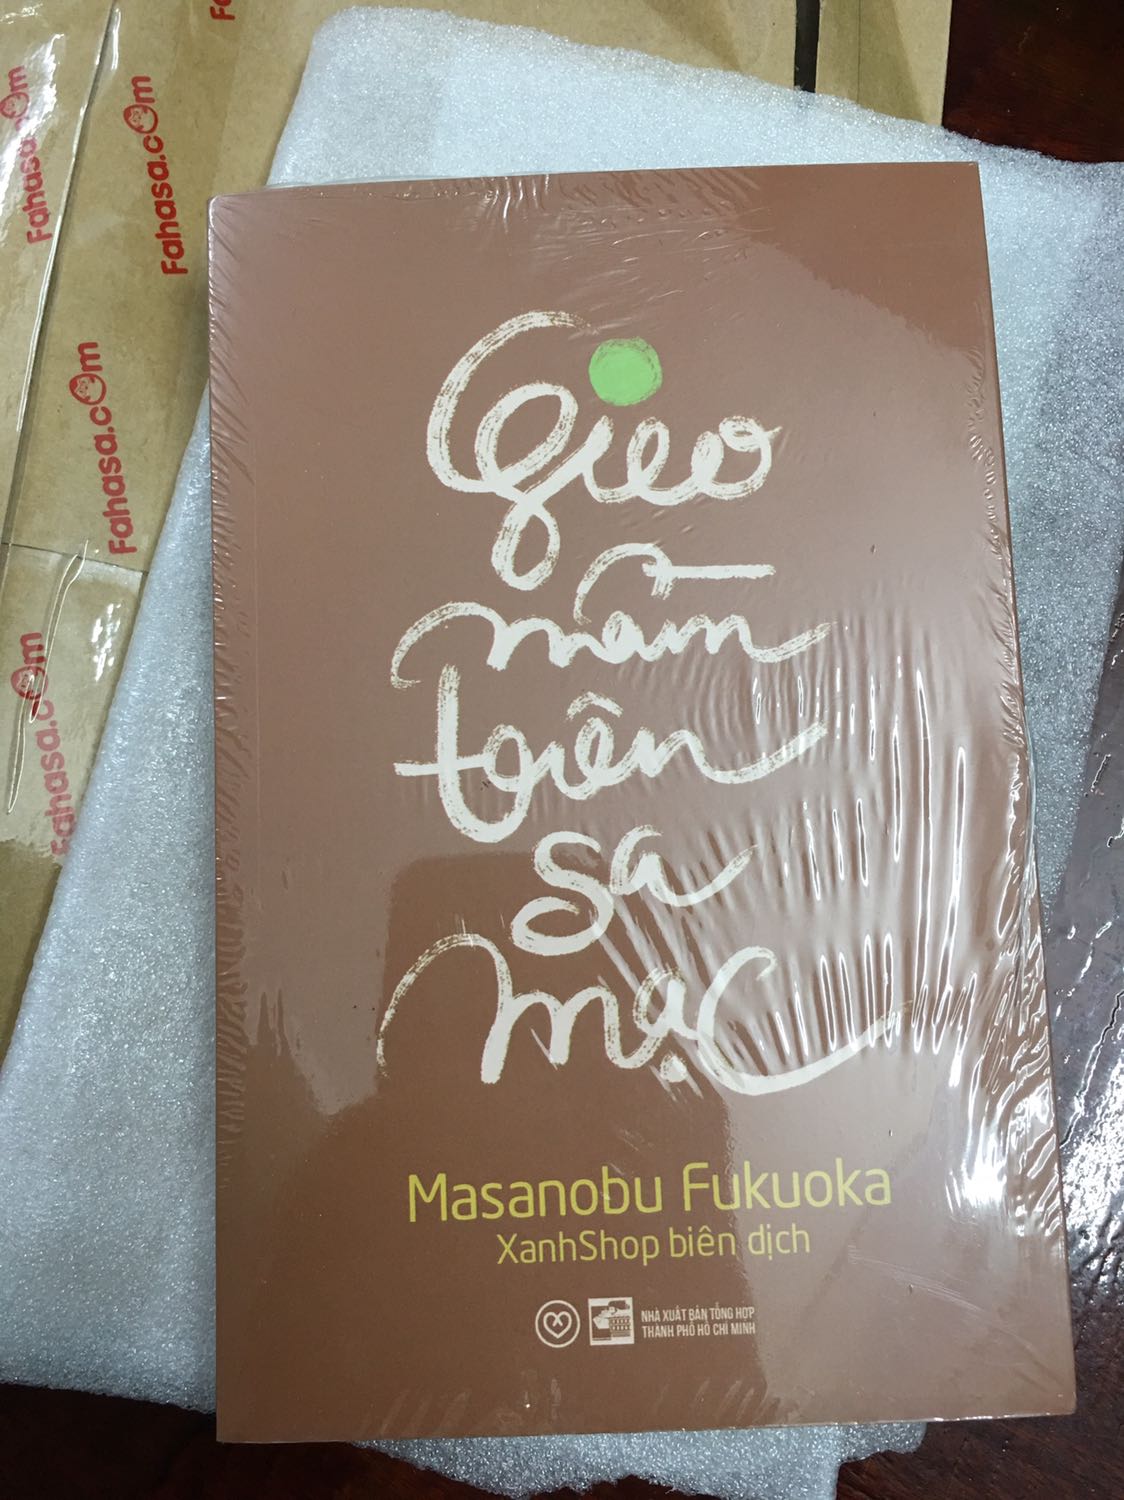 Fahasa.com
Fahasa.com
Fahasa.com
Fahasa.com
Fa
Gieo
mầm
trên
sa
mạc
Masanobu Fukuoka
XanhShop biên dịch
NHÀ XUẤT BẢN TỔNG HỢP
THÀNH PHỐ HỒ CHÍ MINH